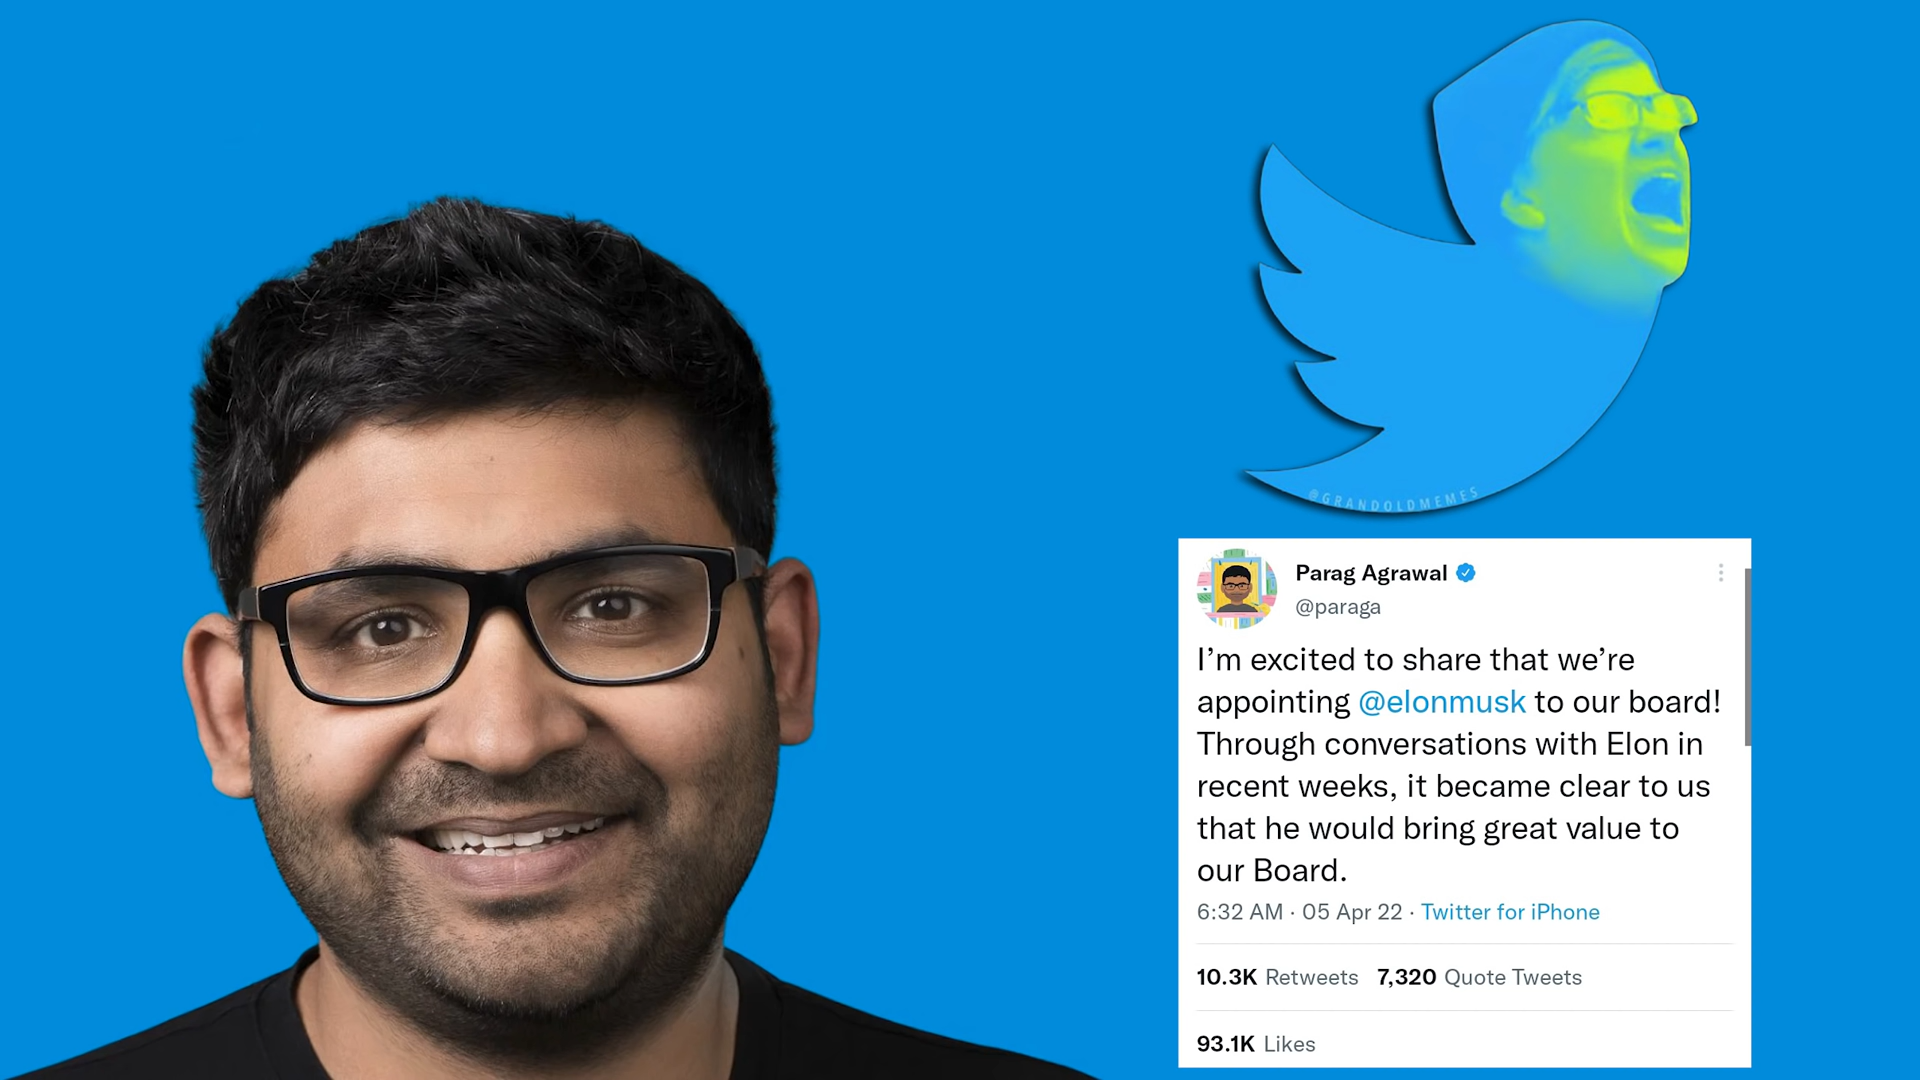 @GRANDOLDMEMES
Parag Agrawal
@paraga
I’m excited to share that we’re
appointing @elonmusk to our board!
Through conversations with Elon in
recent weeks, it became clear to us
that he would bring great value to
our Board.
6:32 AM · 05 Apr 22 · Twitter for iPhone
10.3K Retweets 7,320 Quote Tweets
93.1K Likes